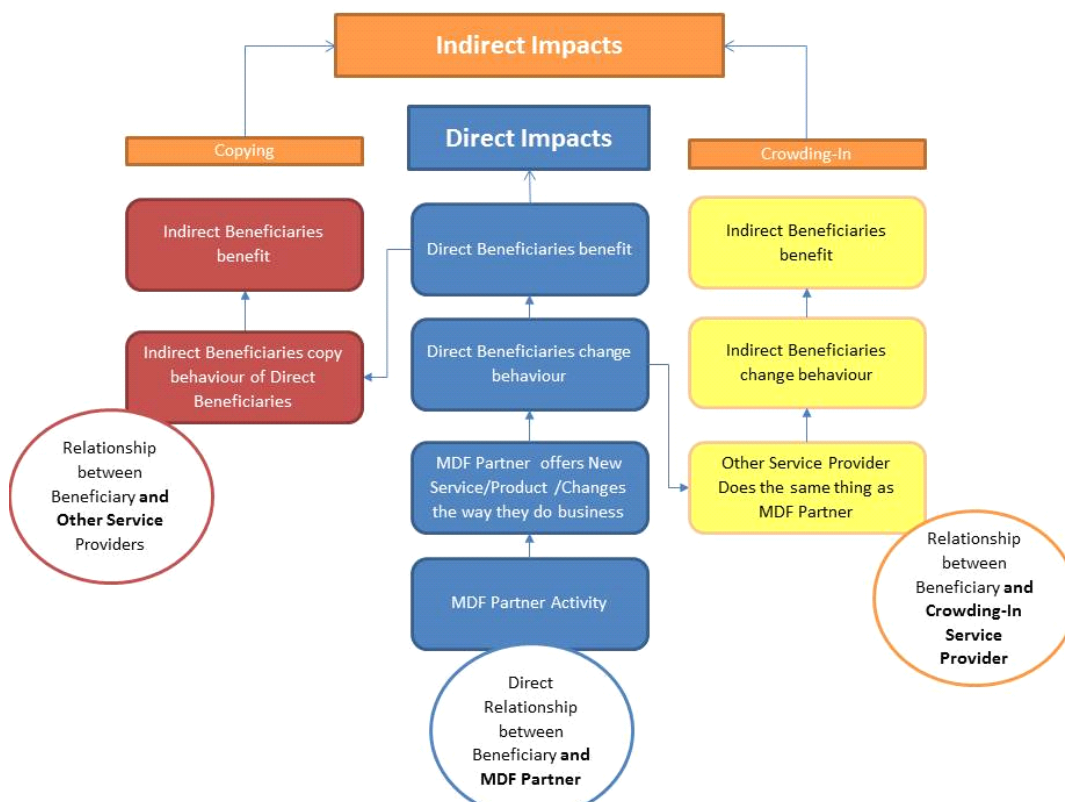 Indirect Impacts
Direct Impacts
Copying
Crowding-In
Indirect Beneficiaries
benefit
Direct Beneficiaries benefit
Indirect Beneficiaries
benefit
Indirect Beneficiaries copy
behaviour of Direct
Beneficiaries
Direct Beneficiaries change
behaviour
Indirect Beneficiaries
change behaviour
Relationship
between
Beneficiary and
Other Service
Providers
MDF Partner offers New
Service/Product /Changes
the way they do business
Other Service Provider
Does the same thing as
MDF Partner
Relationship
between
Beneficiary and
Crowding-In
Service
Provider
MDF Partner Activity
Direct
Relationship
between
Beneficiary and
MDF Partner